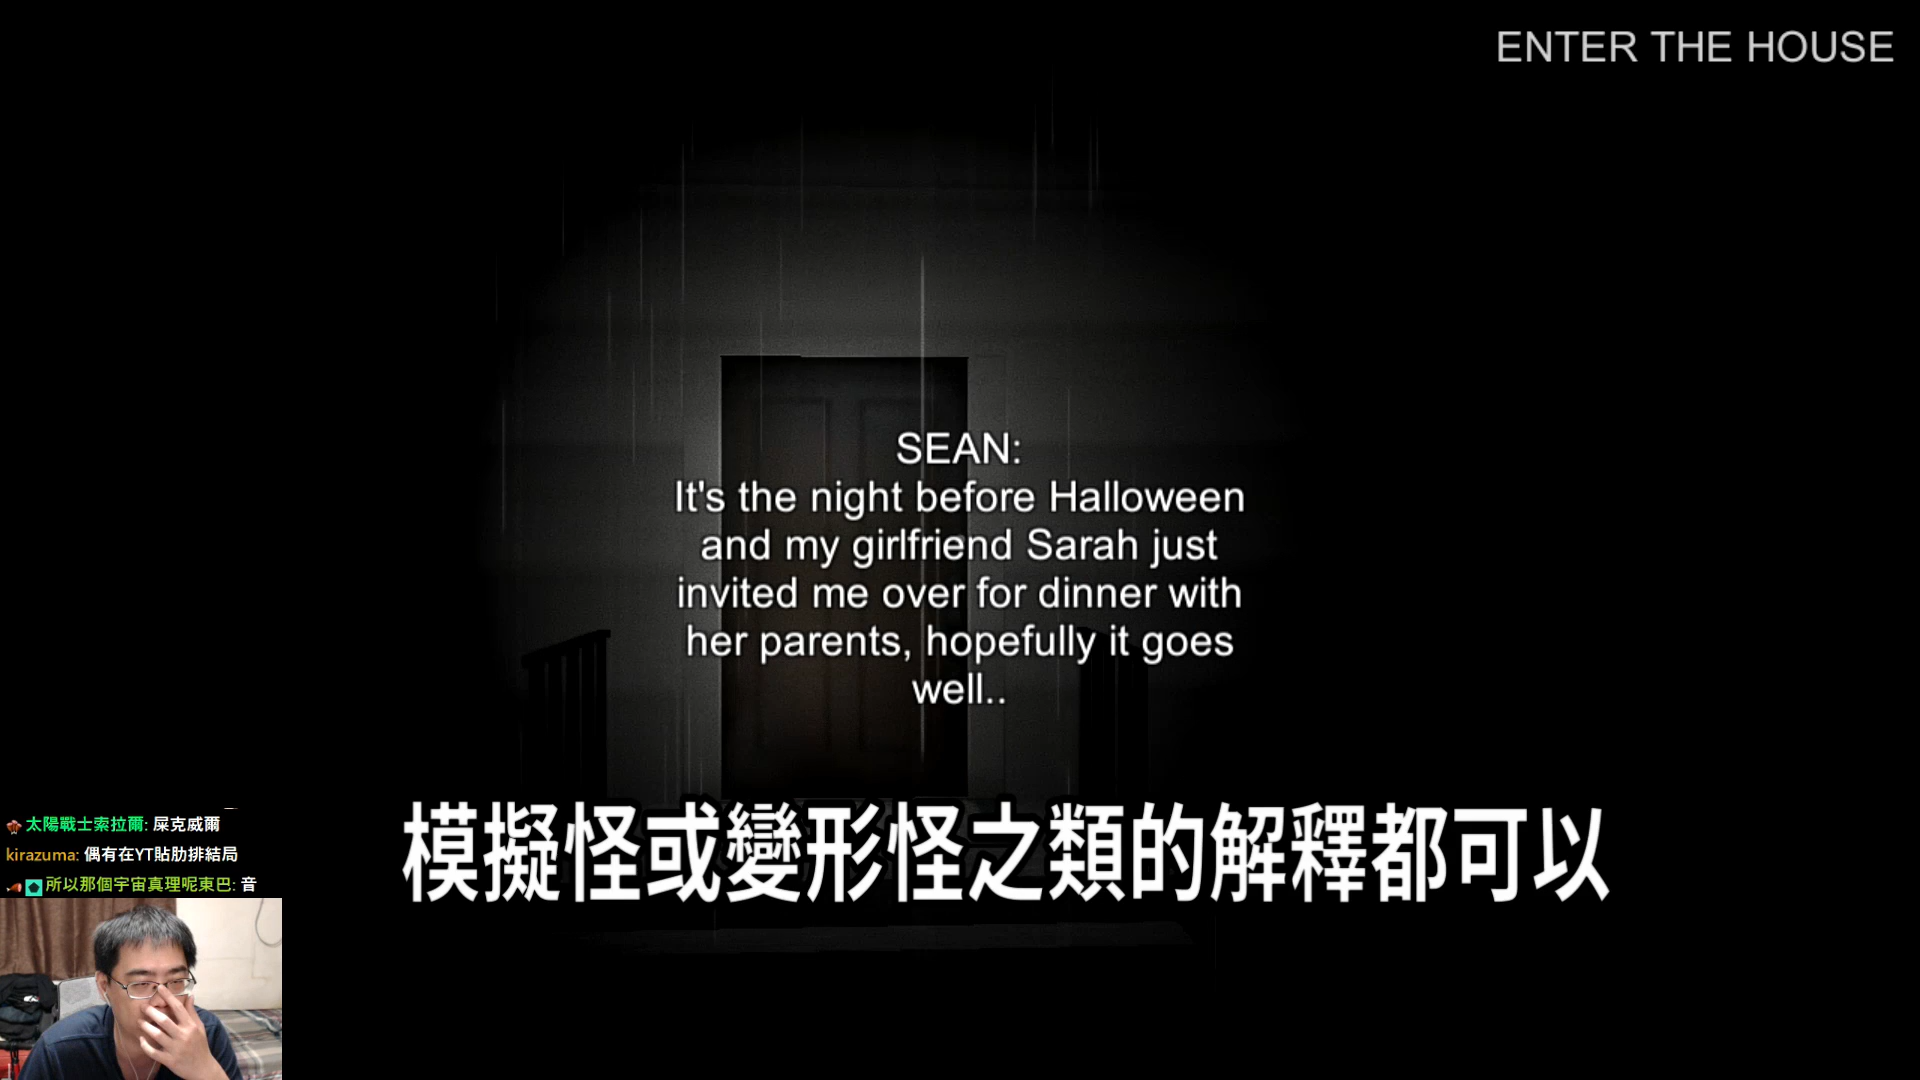 ENTER THE HOUSE
SEAN:
It's the night before Halloween
and my girlfriend Sarah just
invited me over for dinner with
her parents, hopefully it goes
well..
模擬怪或變形怪之類的解釋都可以
太陽戰士索拉爾: 屎克威爾
kirazuma: 偶有在YT貼肋排結局
所以那個宇宙真理呢東巴: 音